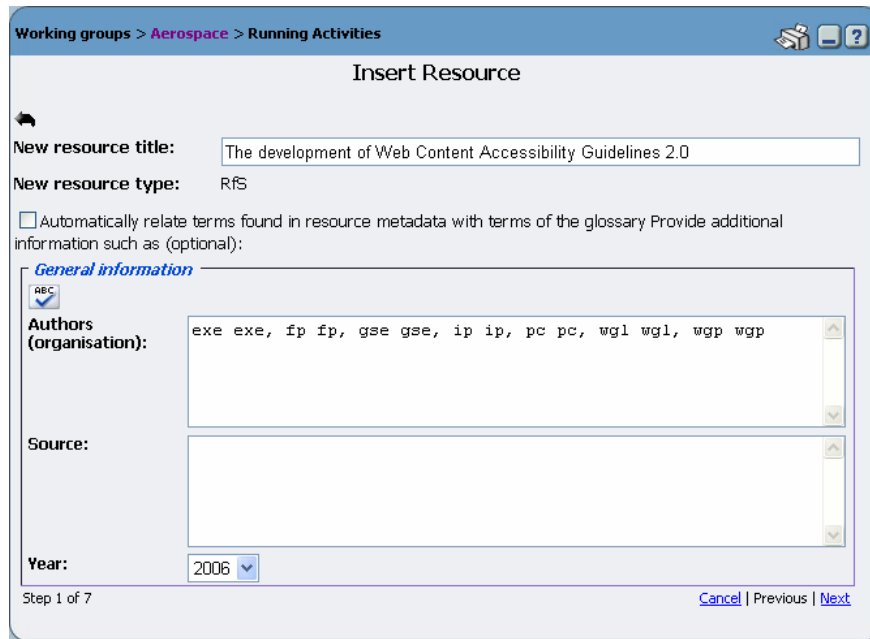 Working groups > Aerospace > Running Activities
?
Insert Resource
New resource title: The development of Web Content Accessibility Guidelines 2.0
New resource type: RfS
Automatically relate terms found in resource metadata with terms of the glossary Provide additional
information such as (optional):
General information
ABC
Authors
(organisation): exe exe, fp fp, gse gse, ip ip, pc pc, wgl wgl, wgp wgp
Source:
Year: 2006
Step 1 of 7 Cancel | Previous | Next